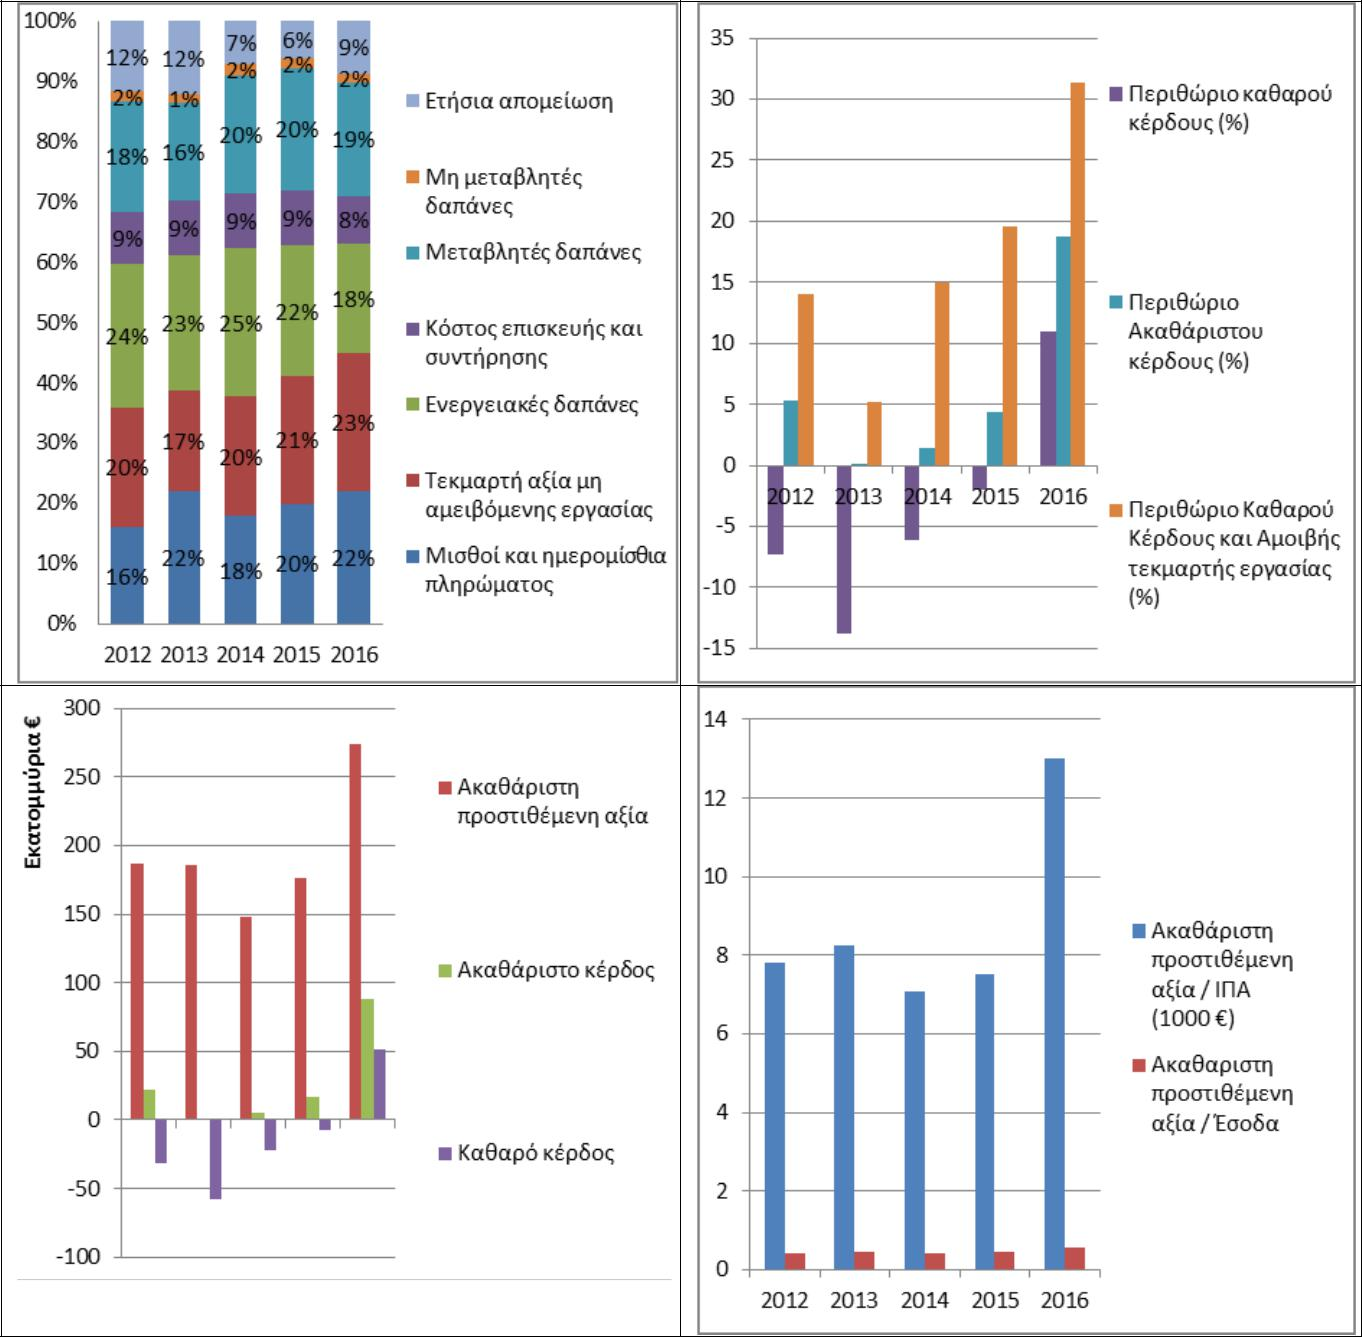 100%
90%
80%
70%
60%
50%
40%
30%
20%
10%
0%
12% 12% 7% 6% 9%
2% 1% 2% 2% 2%
18% 16% 20% 20% 19%
9% 9% 9% 9% 8%
24% 23% 25% 22% 18%
20% 17% 20% 21% 23%
16% 22% 18% 20% 22%
2012 2013 2014 2015 2016
Ετήσια απομείωση
Μη μεταβλητές
δαπάνες
Μεταβλητές δαπάνες
Κόστος επισκευής και
συντήρησης
Ενεργειακές δαπάνες
Τεκμαρτή αξία μη
αμειβόμενης εργασίας
Μισθοί και ημερομίσθια
πληρώματος
35
30
25
20
15
10
5
0
-5
-10
-15
2012 2013 2014 2015 2016
Περιθώριο καθαρού
κέρδους (%)
Περιθώριο
Ακαθάριστου
κέρδους (%)
Περιθώριο Καθαρού
Κέρδους και Αμοιβής
τεκμαρτής εργασίας
(%)
Εκατομμύρια €
300
250
200
150
100
50
0
-50
-100
Ακαθάριστη
προστιθέμενη αξία
Ακαθάριστο κέρδος
Καθαρό κέρδος
14
12
10
8
6
4
2
0
2012 2013 2014 2015 2016
Ακαθάριστη
προστιθέμενη
αξία / ΙΠΑ
(1000 €)
Ακαθαριστη
προστιθέμενη
αξία / Έσοδα